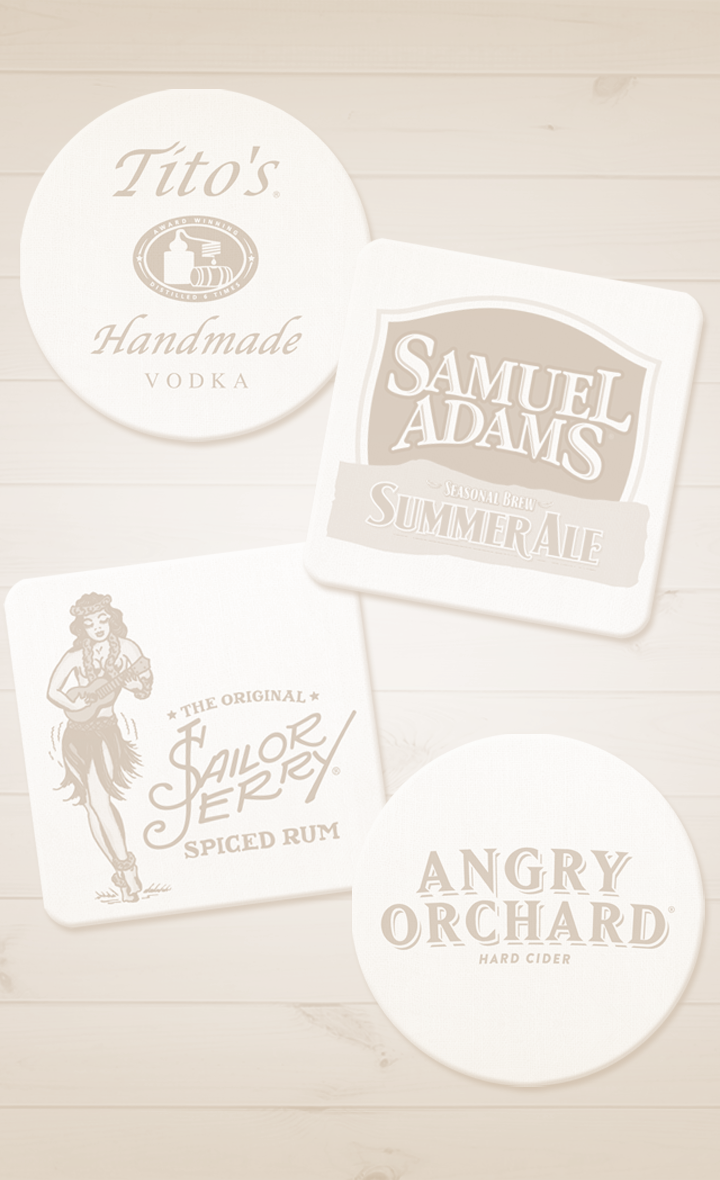 Tito's®
AWARD WINNING
DISTILLED 6 TIMES
Handmade
VODKA
SAMUEL
ADAMS
SEASONAL BREW
SUMMER ALE
THE ORIGINAL
SAILOR
JERRY®
SPICED RUM
ANGRY
ORCHARD®
HARD CIDER